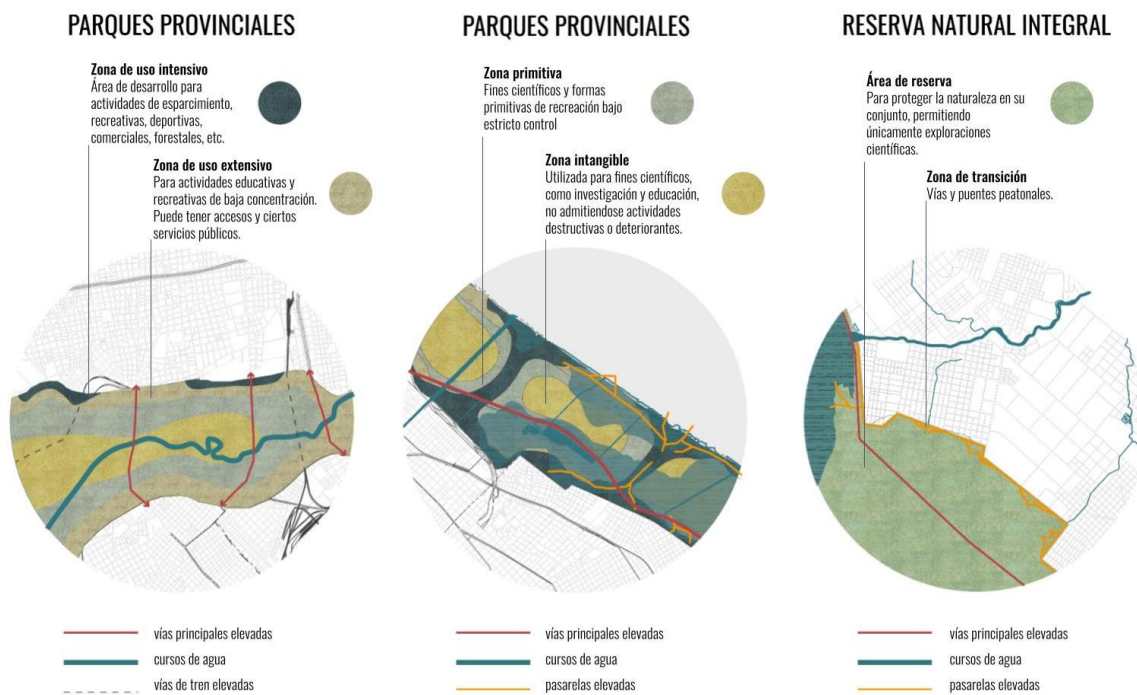 PARQUES PROVINCIALES
Zona de uso intensivo
Área de desarrollo para
actividades de esparcimiento,
recreativas, deportivas,
comerciales, forestales, etc.
Zona de uso extensivo
Para actividades educativas y
recreativas de baja concentración.
Puede tener accesos y ciertos
servicios públicos.
vías principales elevadas
cursos de agua
vías de tren elevadas
PARQUES PROVINCIALES
Zona primitiva
Fines científicos y formas
primitivas de recreación bajo
estricto control
Zona intangible
Utilizada para fines científicos,
como investigación y educación,
no admitiendose actividades
destructivas o deteriorantes.
vías principales elevadas
cursos de agua
pasarelas elevadas
RESERVA NATURAL INTEGRAL
Área de reserva
Para proteger la naturaleza en su
conjunto, permitiendo
únicamente exploraciones
científicas.
Zona de transición
Vías y puentes peatonales.
vías principales elevadas
cursos de agua
pasarelas elevadas